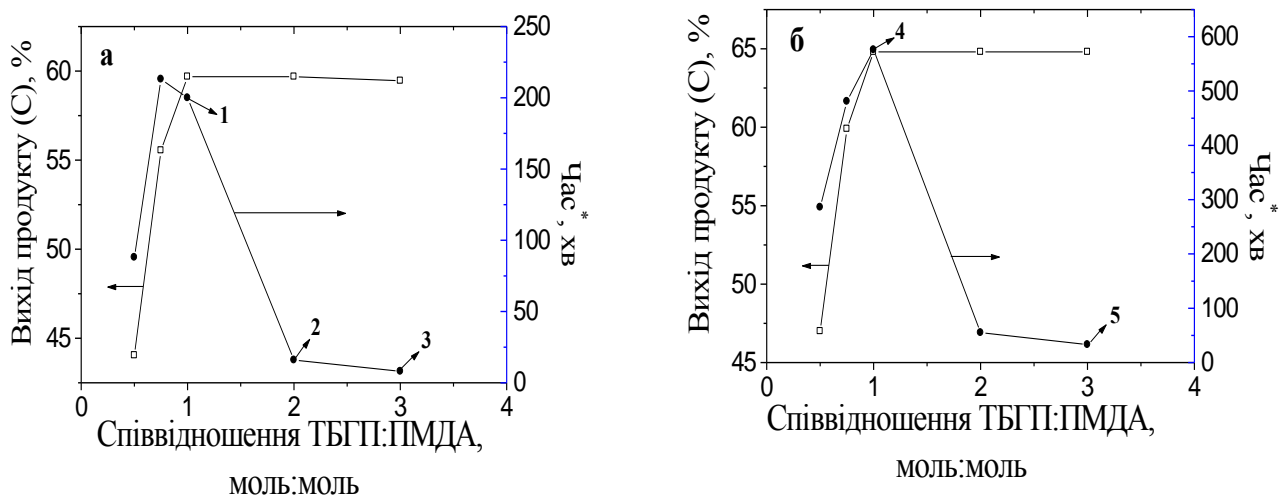 а
Вихід продукту (С), %
60
55
50
45
250
200
150
100
50
0
Час*, хв
1
2
3
0 1 2 3 4
Співвідношення ТБГП:ПМДА,
моль:моль
б
Вихід продукту (С), %
65
60
55
50
45
600
500
400
300
200
100
0
Час*, хв
4
5
0 1 2 3 4
Співвідношення ТБГП:ПМДА,
моль:моль